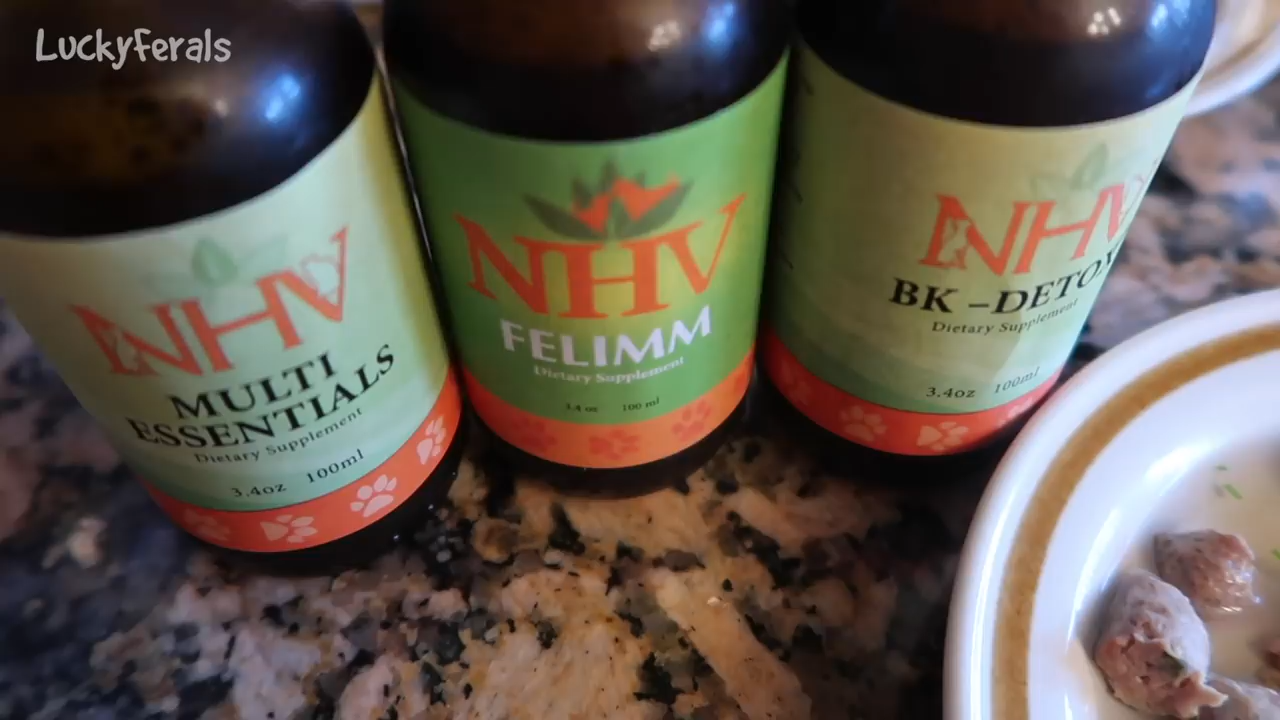 LuckyFerals
NHV
MULTI
ESSENTIALS
Dietary Supplement
3.4oz 100ml
NHV
FELIMM
Dietary Supplement
3.4 oz 100 ml
NHV
BK-DETOX
Dietary Supplement
3.4oz 100ml